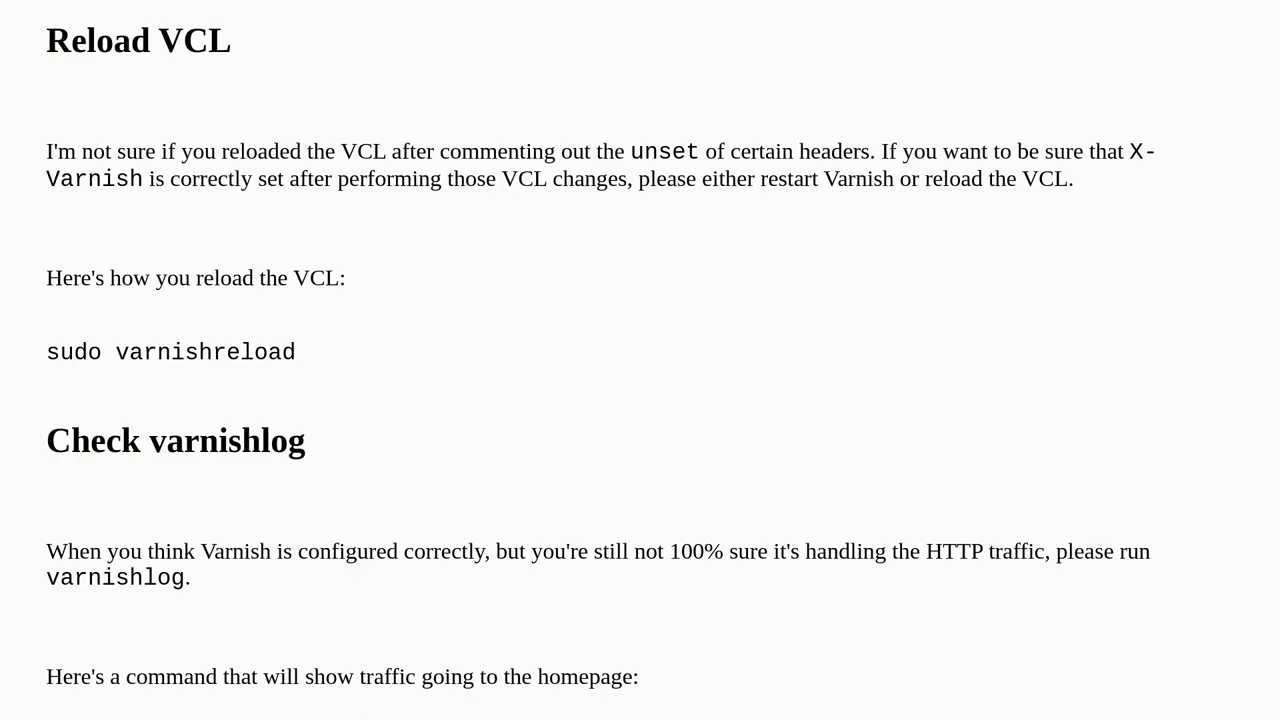 Reload VCL
I'm not sure if you reloaded the VCL after commenting out the unset of certain headers. If you want to be sure that X-
Varnish is correctly set after performing those VCL changes, please either restart Varnish or reload the VCL.
Here's how you reload the VCL:
sudo varnishreload
Check varnishlog
When you think Varnish is configured correctly, but you're still not 100% sure it's handling the HTTP traffic, please run
varnishlog.
Here's a command that will show traffic going to the homepage: